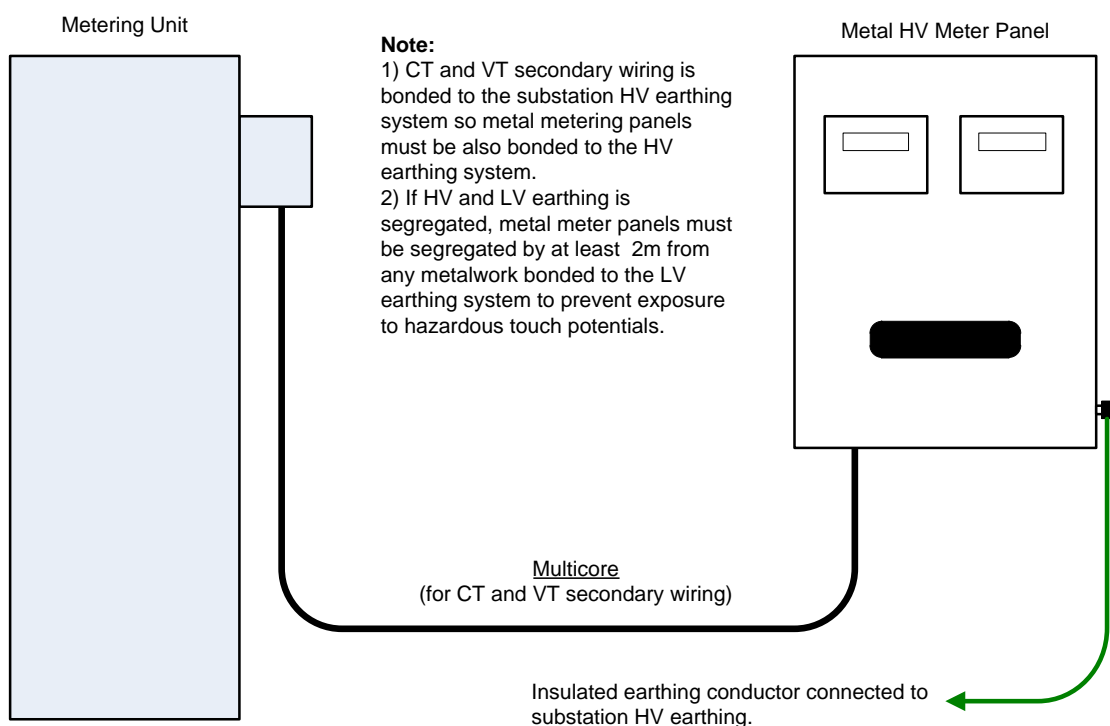 Metering Unit
Note:
1) CT and VT secondary wiring is
bonded to the substation HV earthing
system so metal metering panels
must be also bonded to the HV
earthing system.
2) If HV and LV earthing is
segregated, metal meter panels must
be segregated by at least  2m from
any metalwork bonded to the LV
earthing system to prevent exposure
to hazardous touch potentials.
Metal HV Meter Panel
Multicore
(for CT and VT secondary wiring)
Insulated earthing conductor connected to
substation HV earthing.